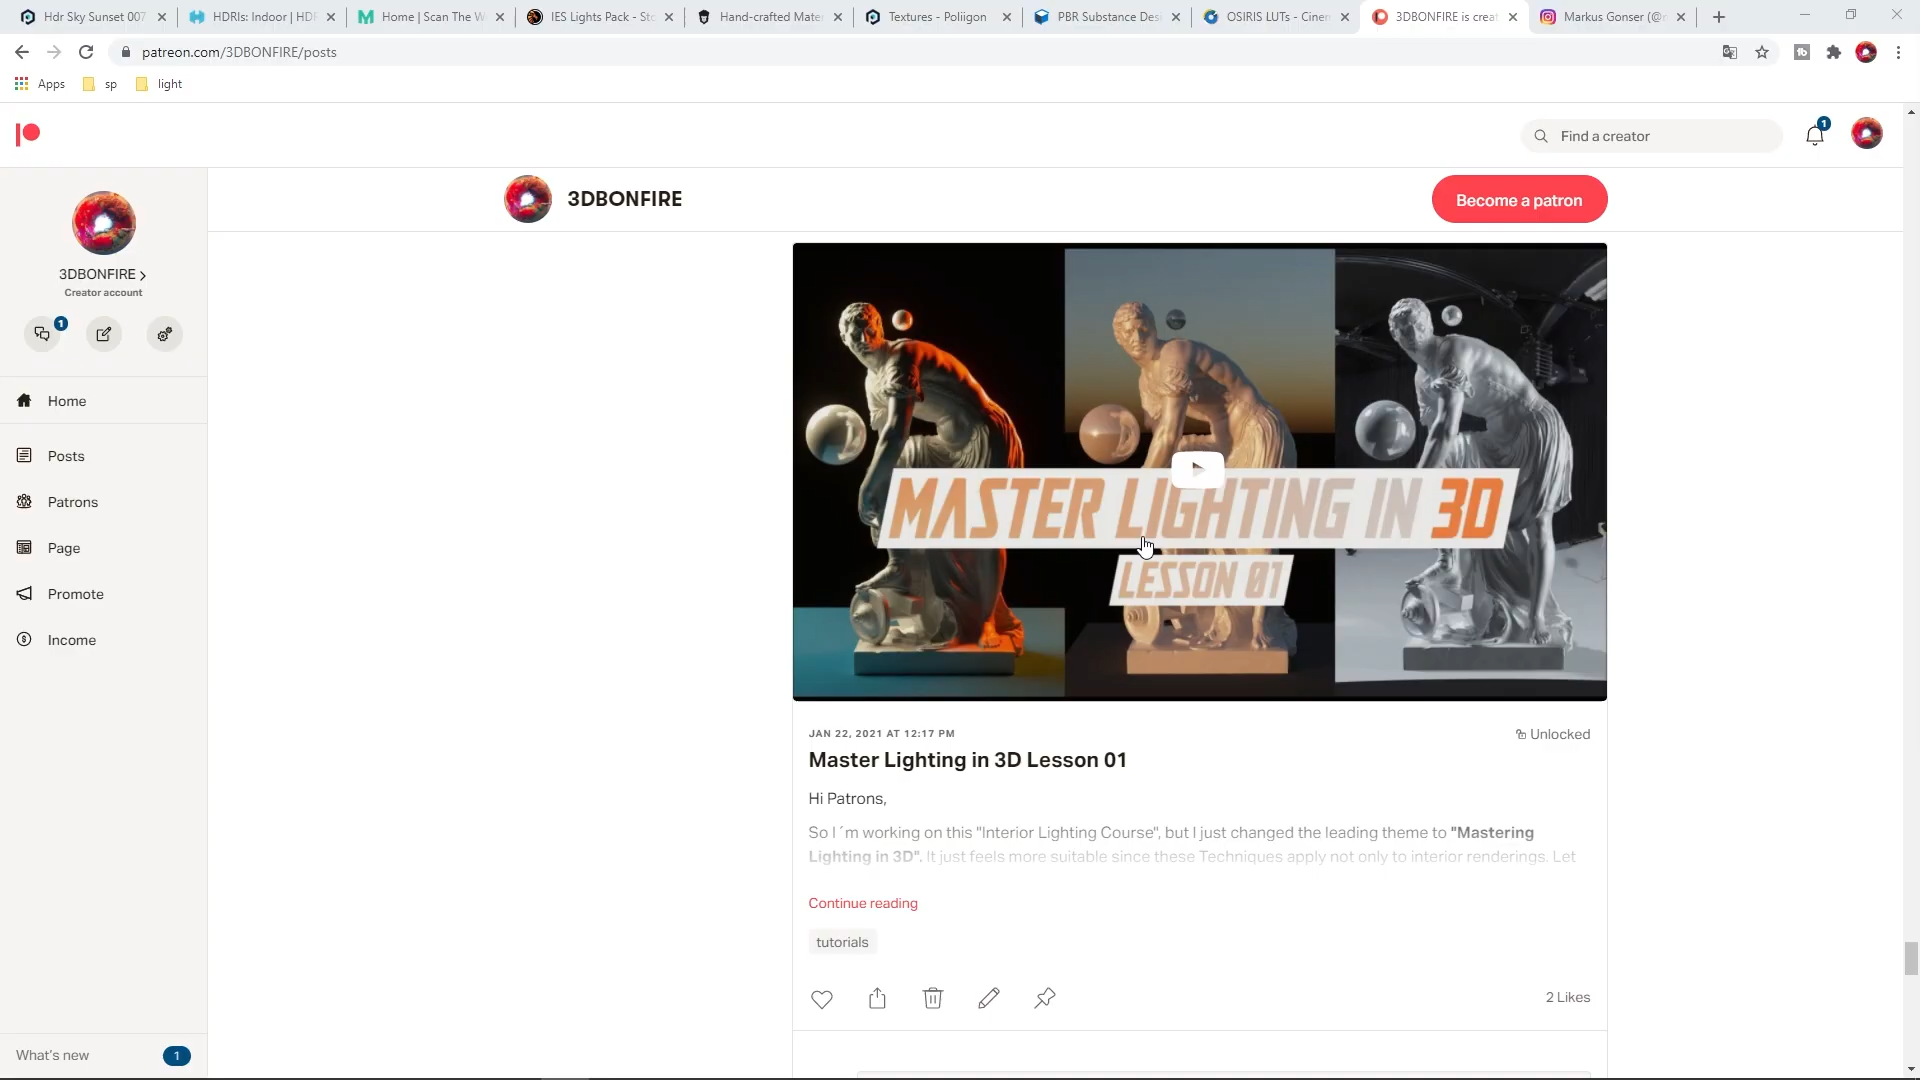 Hdr Sky Sunset 007
HDRIs: Indoor | HDR
Home | Scan The W
IES Lights Pack - Sto
Hand-crafted Mate
Textures - Poliigon
PBR Substance Des
OSIRIS LUTs - Cinem
3DBONFIRE is creat
Markus Gonser (@
patreon.com/3DBONFIRE/posts
Apps
sp
light
Find a creator
1
3DBONFIRE
Become a patron
3DBONFIRE
Creator account
1
Home
Posts
Patrons
Page
Promote
Income
What's new
1
MASTER LIGHTING IN 3D
LESSON 01
JAN 22, 2021 AT 12:17 PM
Unlocked
Master Lighting in 3D Lesson 01
Hi Patrons,
So I´m working on this "Interior Lighting Course", but I just changed the leading theme to "Mastering
Lighting in 3D". It just feels more suitable since these Techniques apply not only to interior renderings. Let
Continue reading
tutorials
2 Likes